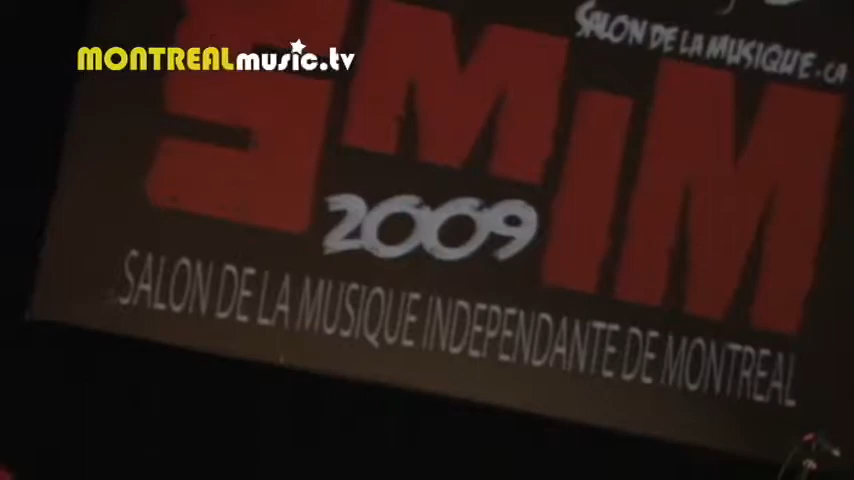 MONTREALmusic.tv
SALON DE LA MUSIQUE.CA
SMIM
2009
SALON DE LA MUSIQUE INDEPENDANTE DE MONTREAL